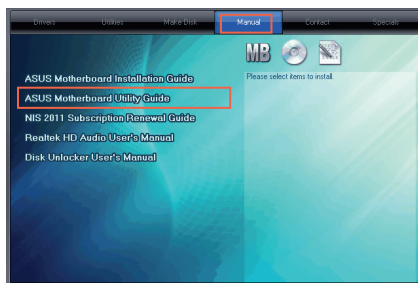 Drivers
Utilities
Make Disk
Manual
Contact
Specials
MB
Please select items to install.
ASUS Motherboard Installation Guide
ASUS Motherboard Utility Guide
NIS 2011 Subscription Renewal Guide
Realtek HD Audio User's Manual
Disk Unlocker User's Manual